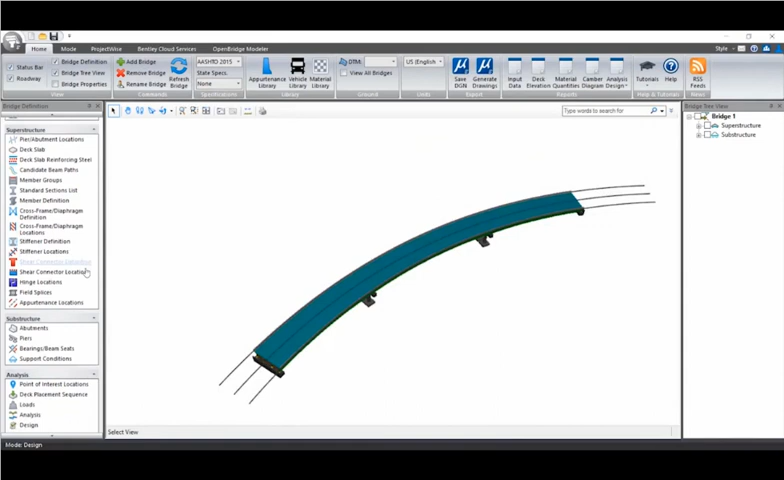 Style
Home Mode ProjectWise Bentley Cloud Services OpenBridge Modeler
Status Bar Bridge Definition Add Bridge AASHTO 2015 DTM: US (English
Roadway Bridge Tree View Remove Bridge State Specs. View All Bridges
Bridge Properties Rename Bridge
Refresh Bridge
Appurtenance Library
Vehicle Library
Material Library
Save DGN
Generate Drawings
Input Data
Deck Elevation
Material Quantities
Camber Diagram
Analysis Design
Tutorials
Help
RSS Feeds
View Commands Specifications Library Ground Units Export Reports Help & Tutorials News
Bridge Definition
Type words to search for
Bridge Tree View
Bridge 1
Superstructure
Substructure
Superstructure
Pier/Abutment Locations
Deck Slab
Deck Slab Reinforcing Steel
Candidate Beam Paths
Member Groups
Standard Sections List
Member Definition
Cross-Frame/Diaphragm
Definition
Cross-Frame/Diaphragm
Locations
Stiffener Definition
Stiffener Locations
Shear Connector Definition
Shear Connector Location
Hinge Locations
Field Splices
Appurtenance Locations
Substructure
Abutments
Piers
Bearings/Beam Seats
Support Conditions
Analysis
Point of Interest Locations
Deck Placement Sequence
Loads
Analysis
Design
Select View
Mode: Design